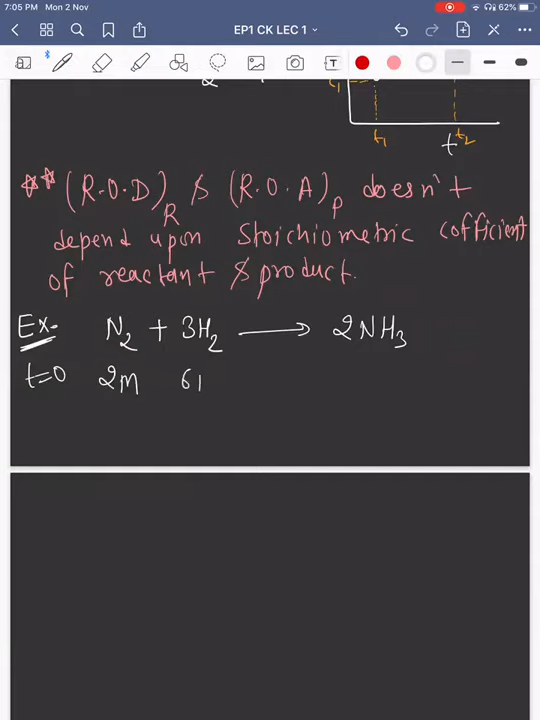 7:05 PM Mon 2 Nov
62%
EP1 CK LEC 1
2
t₁ t₂
t
** (R.O.D)R & (R.O.A)p doesn't
depend upon Stoichiometric cofficient
of reactant & product.
Ex. N₂ + 3H₂ → 2NH₃
t=0 2M 6